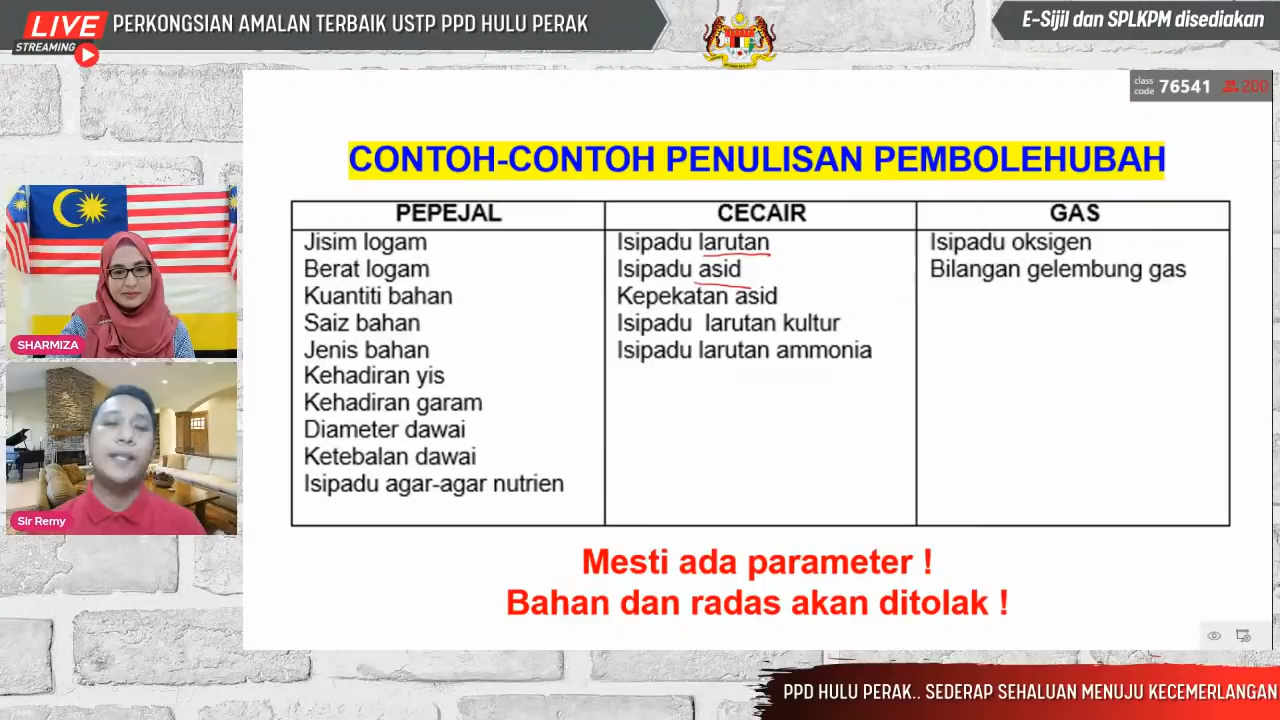 LIVE
STREAMING
PERKONGSIAN AMALAN TERBAIK USTP PPD HULU PERAK
E-Sijil dan SPLKPM disediakan
class code 76541 200
CONTOH-CONTOH PENULISAN PEMBOLEHUBAH
PEPEJAL
Jisim logam
Berat logam
Kuantiti bahan
Saiz bahan
Jenis bahan
Kehadiran yis
Kehadiran garam
Diameter dawai
Ketebalan dawai
Isipadu agar-agar nutrien
CECAIR
Isipadu larutan
Isipadu asid
Kepekatan asid
Isipadu larutan kultur
Isipadu larutan ammonia
GAS
Isipadu oksigen
Bilangan gelembung gas
Mesti ada parameter !
Bahan dan radas akan ditolak !
SHARMIZA
Sir Remy
PPD HULU PERAK.. SEDERAP SEHALUAN MENUJU KECEMERLANGAN